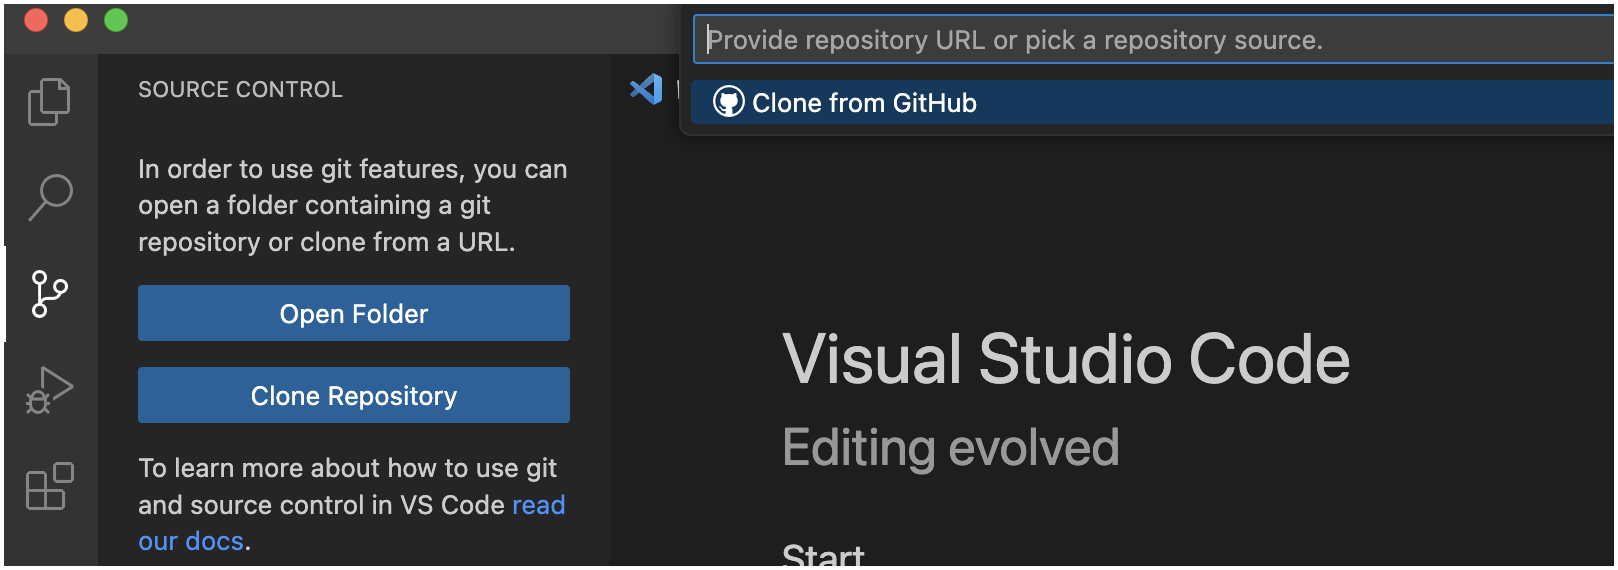 Provide repository URL or pick a repository source.
Clone from GitHub
SOURCE CONTROL
In order to use git features, you can
open a folder containing a git
repository or clone from a URL.
Open Folder
Clone Repository
To learn more about how to use git
and source control in VS Code read
our docs.
Visual Studio Code
Editing evolved
Start